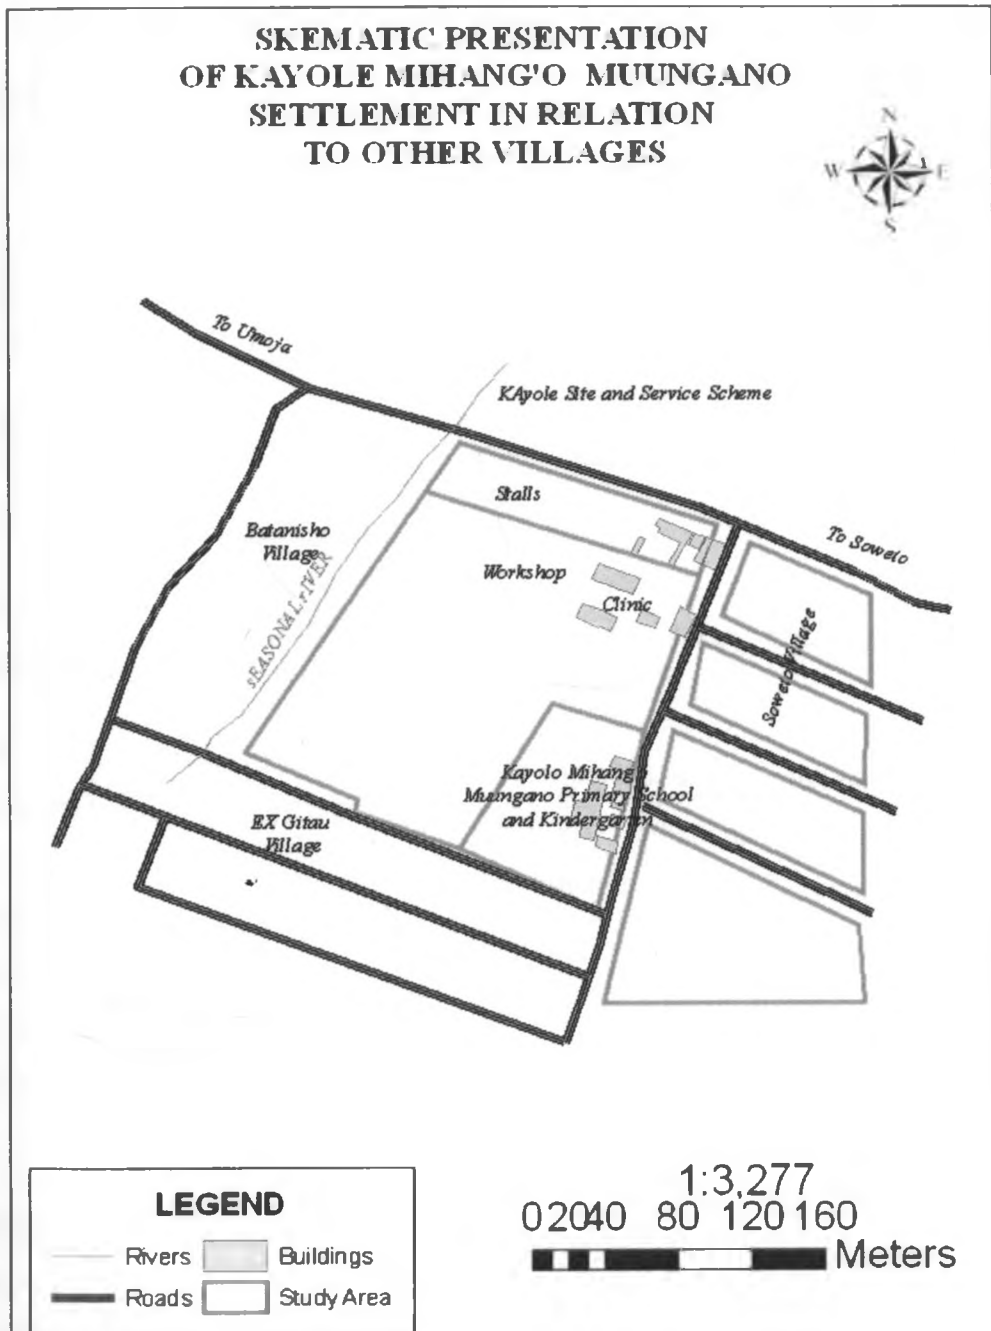 SKEMATIC PRESENTATION
OF KAYOLE MIHANG'O MUUNGANO
SETTLEMENT IN RELATION
TO OTHER VILLAGES
N
W E
S
To Umoja
KAyole Site and Service Scheme
Stalls
To Soweto
Batanisho
Village
Workshop
Clinic
sEASONAL rIVER
Soweto Village
Kayolo Mihang
Muungano Primary School
and Kindergarten
EX Gitau
Village
LEGEND
Rivers Buildings
Roads Study Area
1:3,277
0 20 40 80 120 160
Meters